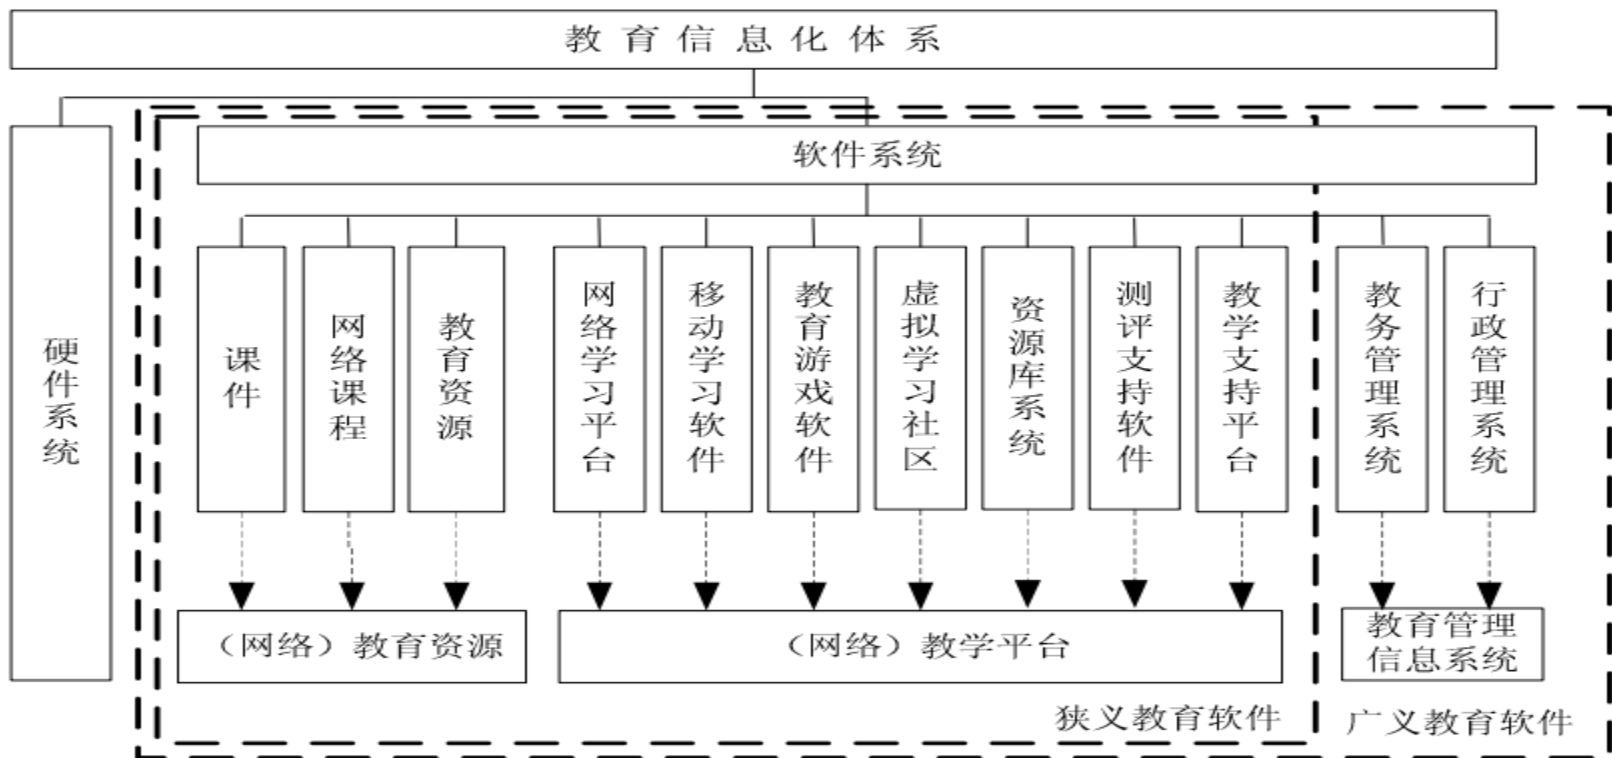 教育信息化体系
软件系统
硬件系统
课件
网络课程
教育资源
网络学习平台
移动学习软件
教育游戏软件
虚拟学习社区
资源库系统
测评支持软件
教学支持平台
教务管理系统
行政管理系统
（网络）教育资源
（网络）教学平台
教育管理
信息系统
狭义教育软件
广义教育软件